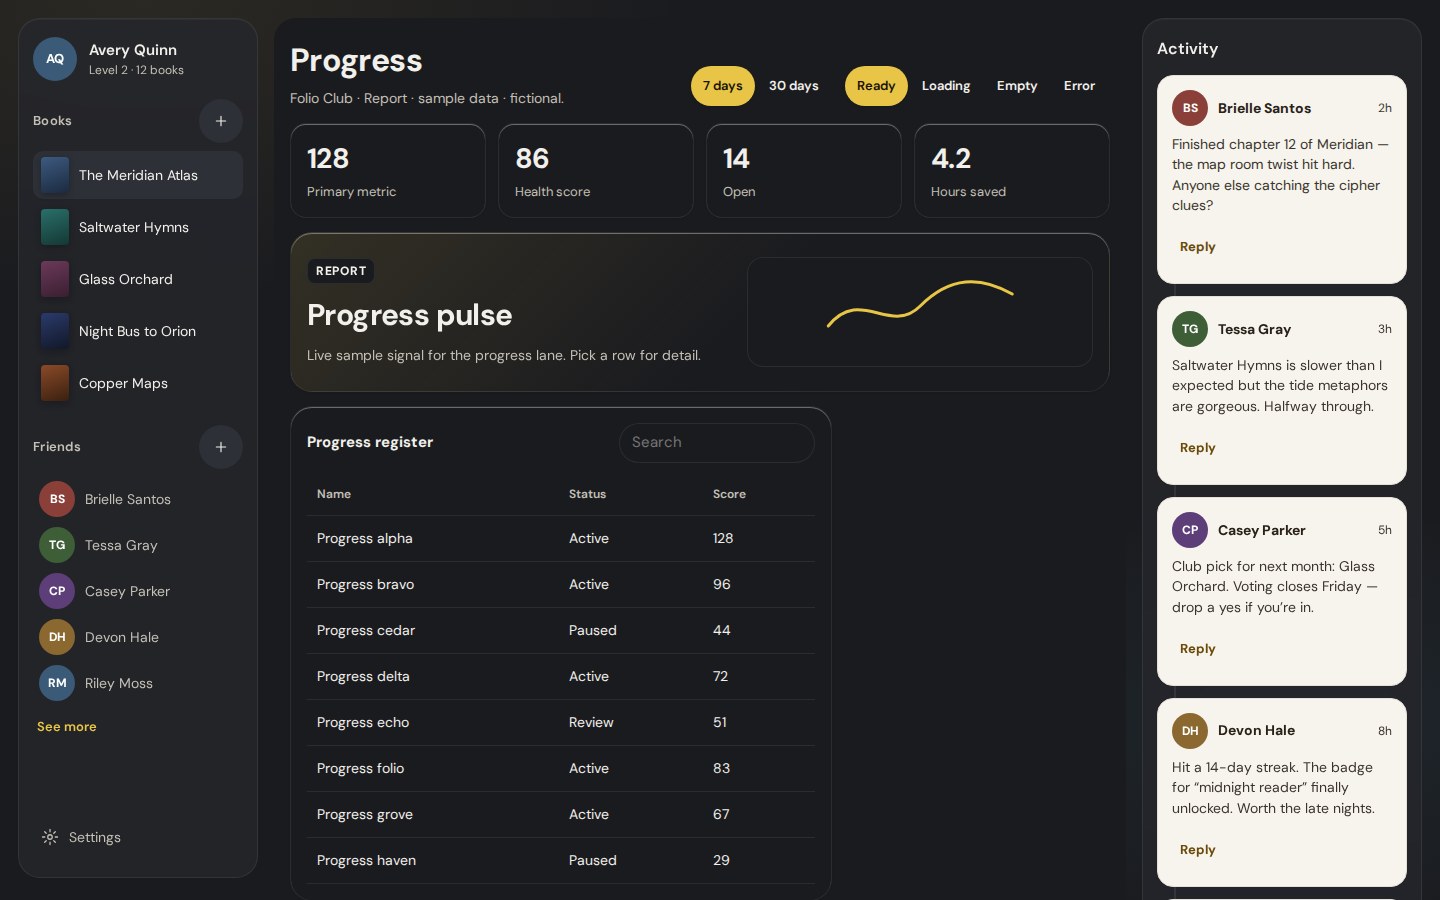 AQ
Avery Quinn
Level 2 · 12 books
Books
+
The Meridian Atlas
Saltwater Hymns
Glass Orchard
Night Bus to Orion
Copper Maps
Friends
+
BS Brielle Santos
TG Tessa Gray
CP Casey Parker
DH Devon Hale
RM Riley Moss
See more
Settings
Progress
Folio Club · Report · sample data · fictional.
7 days 30 days Ready Loading Empty Error
128
Primary metric
86
Health score
14
Open
4.2
Hours saved
REPORT
Progress pulse
Live sample signal for the progress lane. Pick a row for detail.
Progress register Search
Name Status Score
Progress alpha Active 128
Progress bravo Active 96
Progress cedar Paused 44
Progress delta Active 72
Progress echo Review 51
Progress folio Active 83
Progress grove Active 67
Progress haven Paused 29
Activity
BS Brielle Santos 2h
Finished chapter 12 of Meridian —
the map room twist hit hard.
Anyone else catching the cipher
clues?
Reply
TG Tessa Gray 3h
Saltwater Hymns is slower than I
expected but the tide metaphors
are gorgeous. Halfway through.
Reply
CP Casey Parker 5h
Club pick for next month: Glass
Orchard. Voting closes Friday —
drop a yes if you’re in.
Reply
DH Devon Hale 8h
Hit a 14-day streak. The badge
for “midnight reader” finally
unlocked. Worth the late nights.
Reply